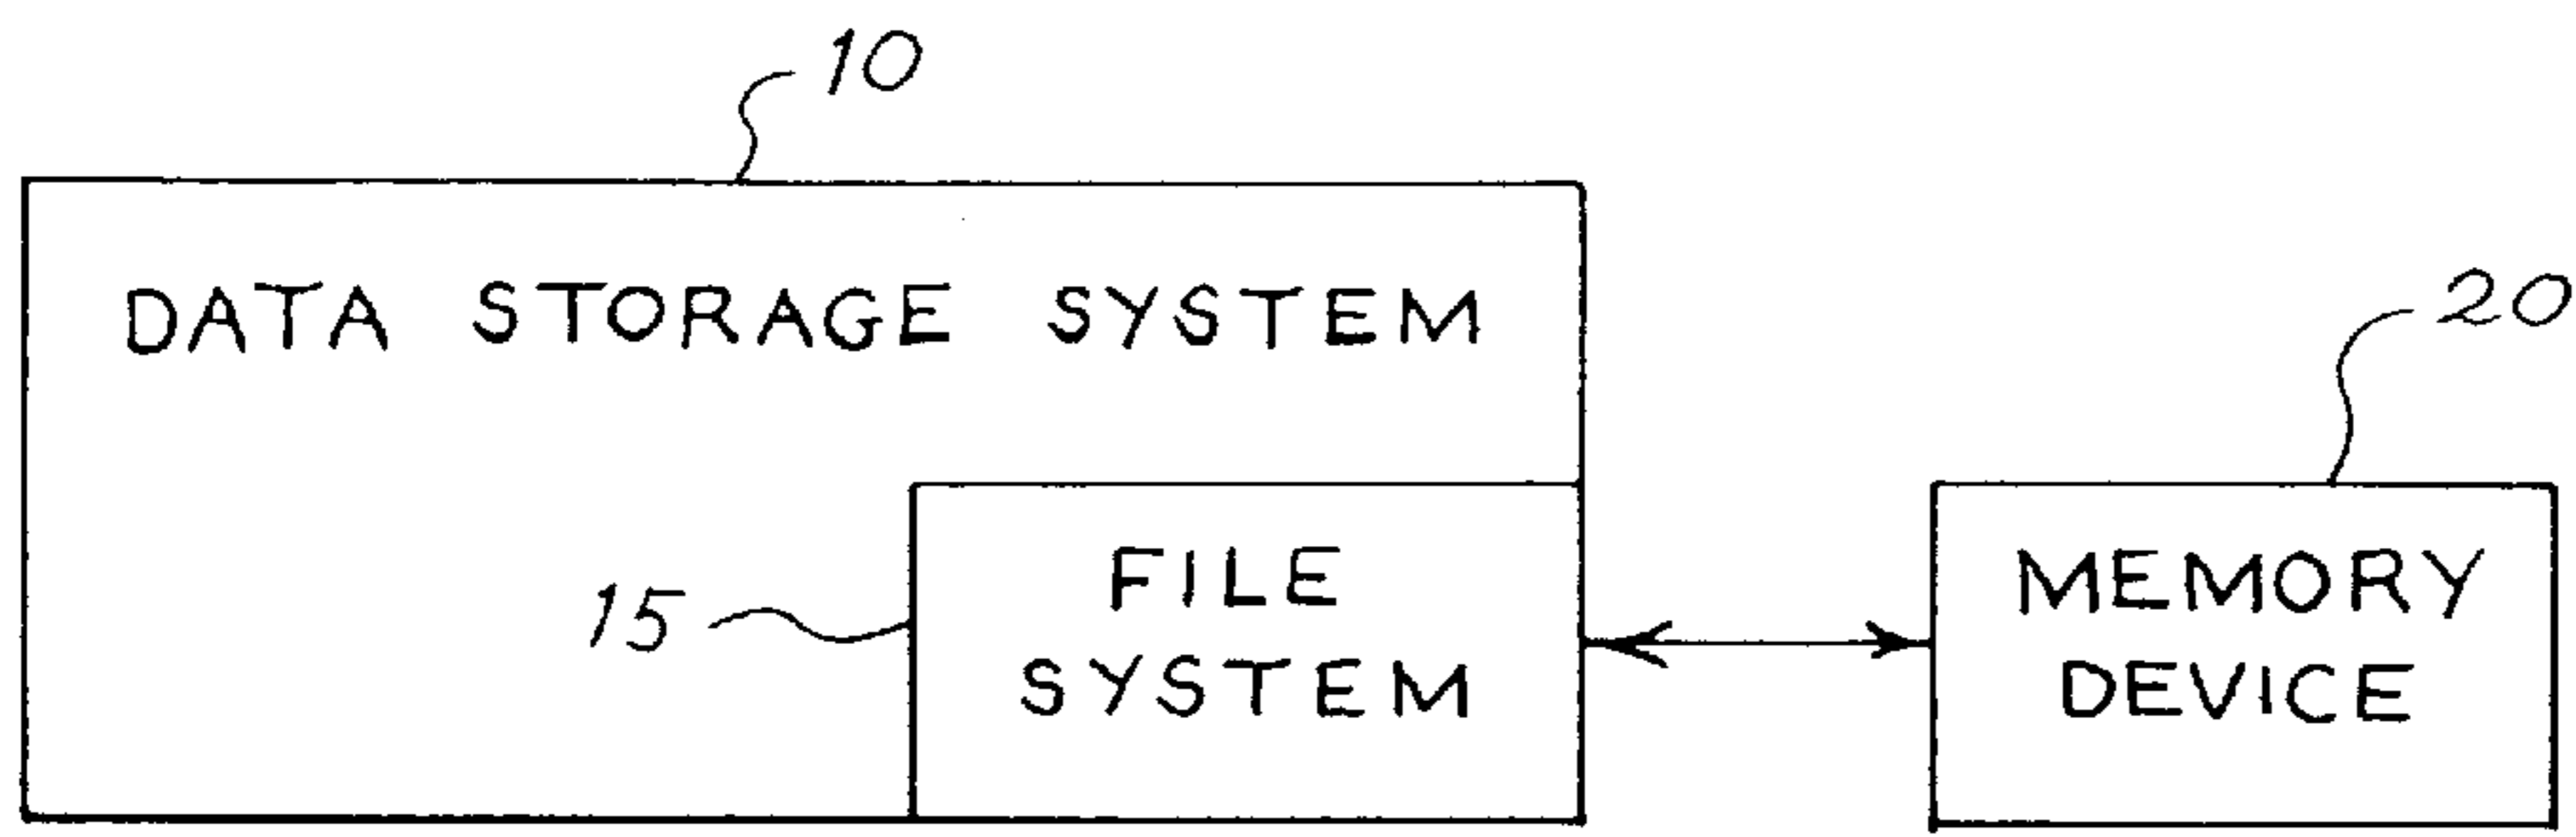 10
DATA STORAGE SYSTEM
20
15
FILE
SYSTEM
MEMORY
DEVICE